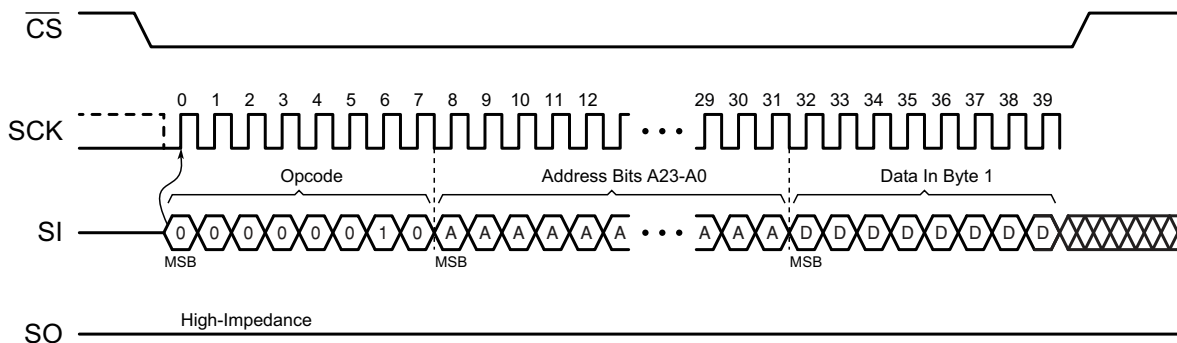 CS
0 1 2 3 4 5 6 7 8 9 10 11 12 29 30 31 32 33 34 35 36 37 38 39
SCK
Opcode Address Bits A23-A0 Data In Byte 1
SI 0 0 0 0 0 0 1 0 A A A A A A A A A D D D D D D D D
MSB MSB MSB
High-Impedance
SO